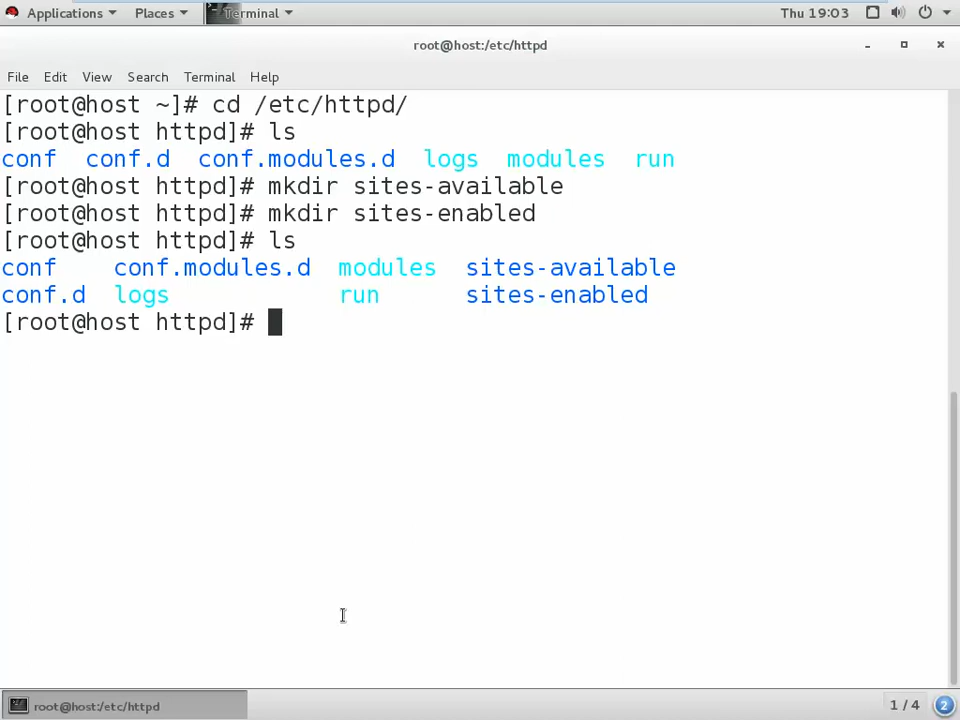 Applications Places Terminal Thu 19:03
root@host:/etc/httpd
File Edit View Search Terminal Help
[root@host ~]# cd /etc/httpd/
[root@host httpd]# ls
conf conf.d conf.modules.d logs modules run
[root@host httpd]# mkdir sites-available
[root@host httpd]# mkdir sites-enabled
[root@host httpd]# ls
conf conf.modules.d modules sites-available
conf.d logs run sites-enabled
[root@host httpd]#
root@host:/etc/httpd 1 / 4 2